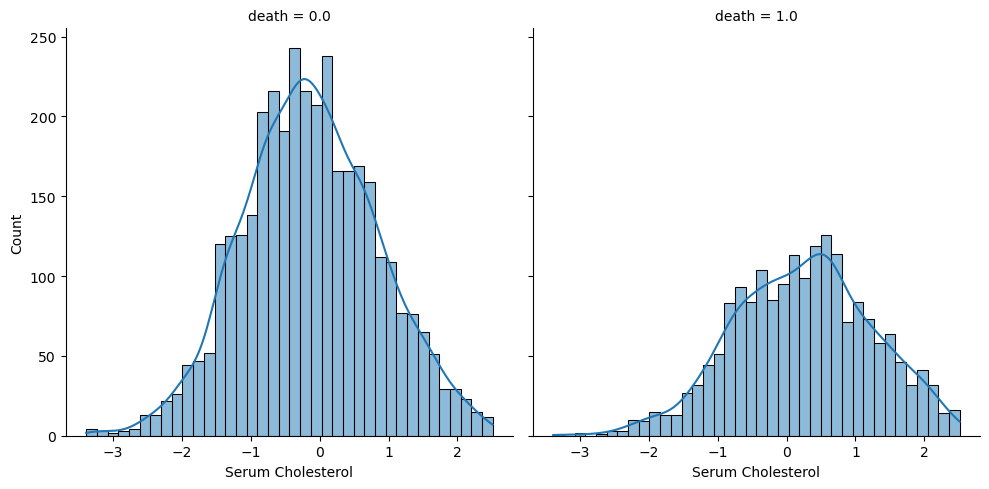 death = 0.0
death = 1.0
250
200
150
100
50
0
Count
−3 −2 −1 0 1 2
−3 −2 −1 0 1 2
Serum Cholesterol
Serum Cholesterol